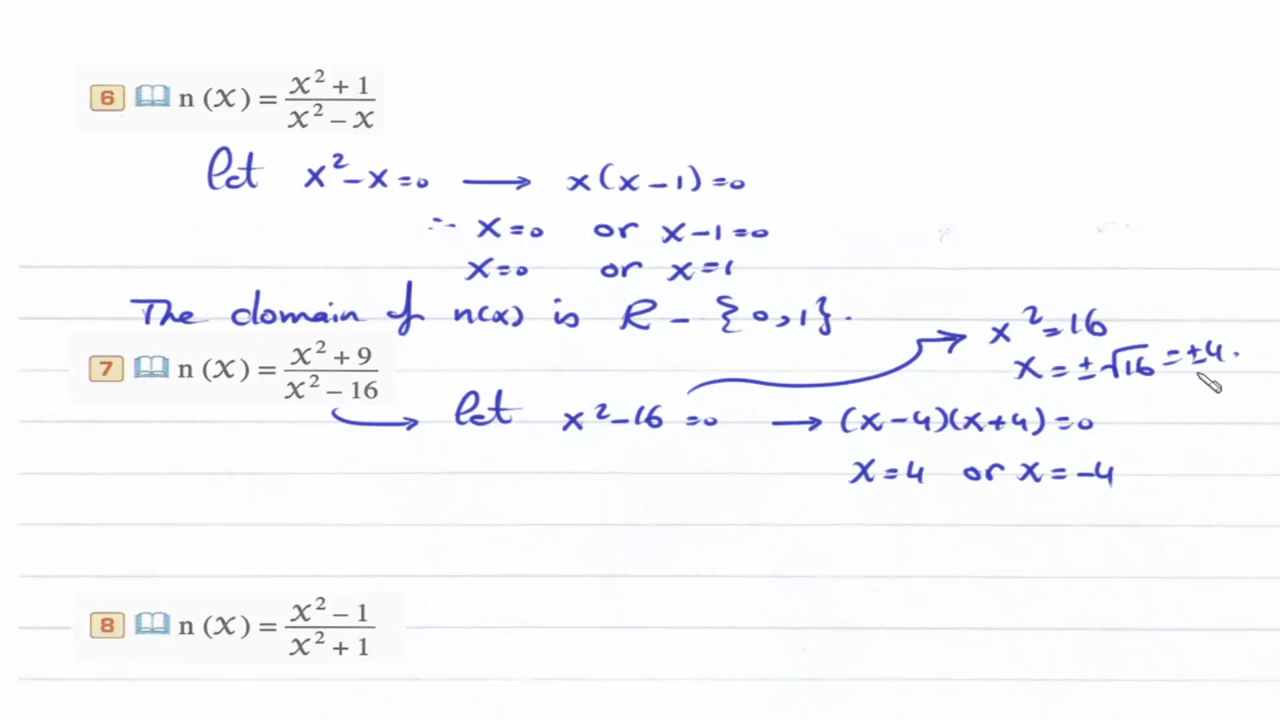 6 n (X) = (X² + 1)/(X² − X)
let x²-x=0 → x(x-1)=0
∴ x=0 or x-1=0
x=0 or x=1
The domain of n(x) is R - {0,1}.
x²=16
x = ±√16 = ±4.
7 n (X) = (X² + 9)/(X² − 16)
let x²-16=0 → (x-4)(x+4)=0
x=4 or x=-4
8 n (X) = (X² − 1)/(X² + 1)